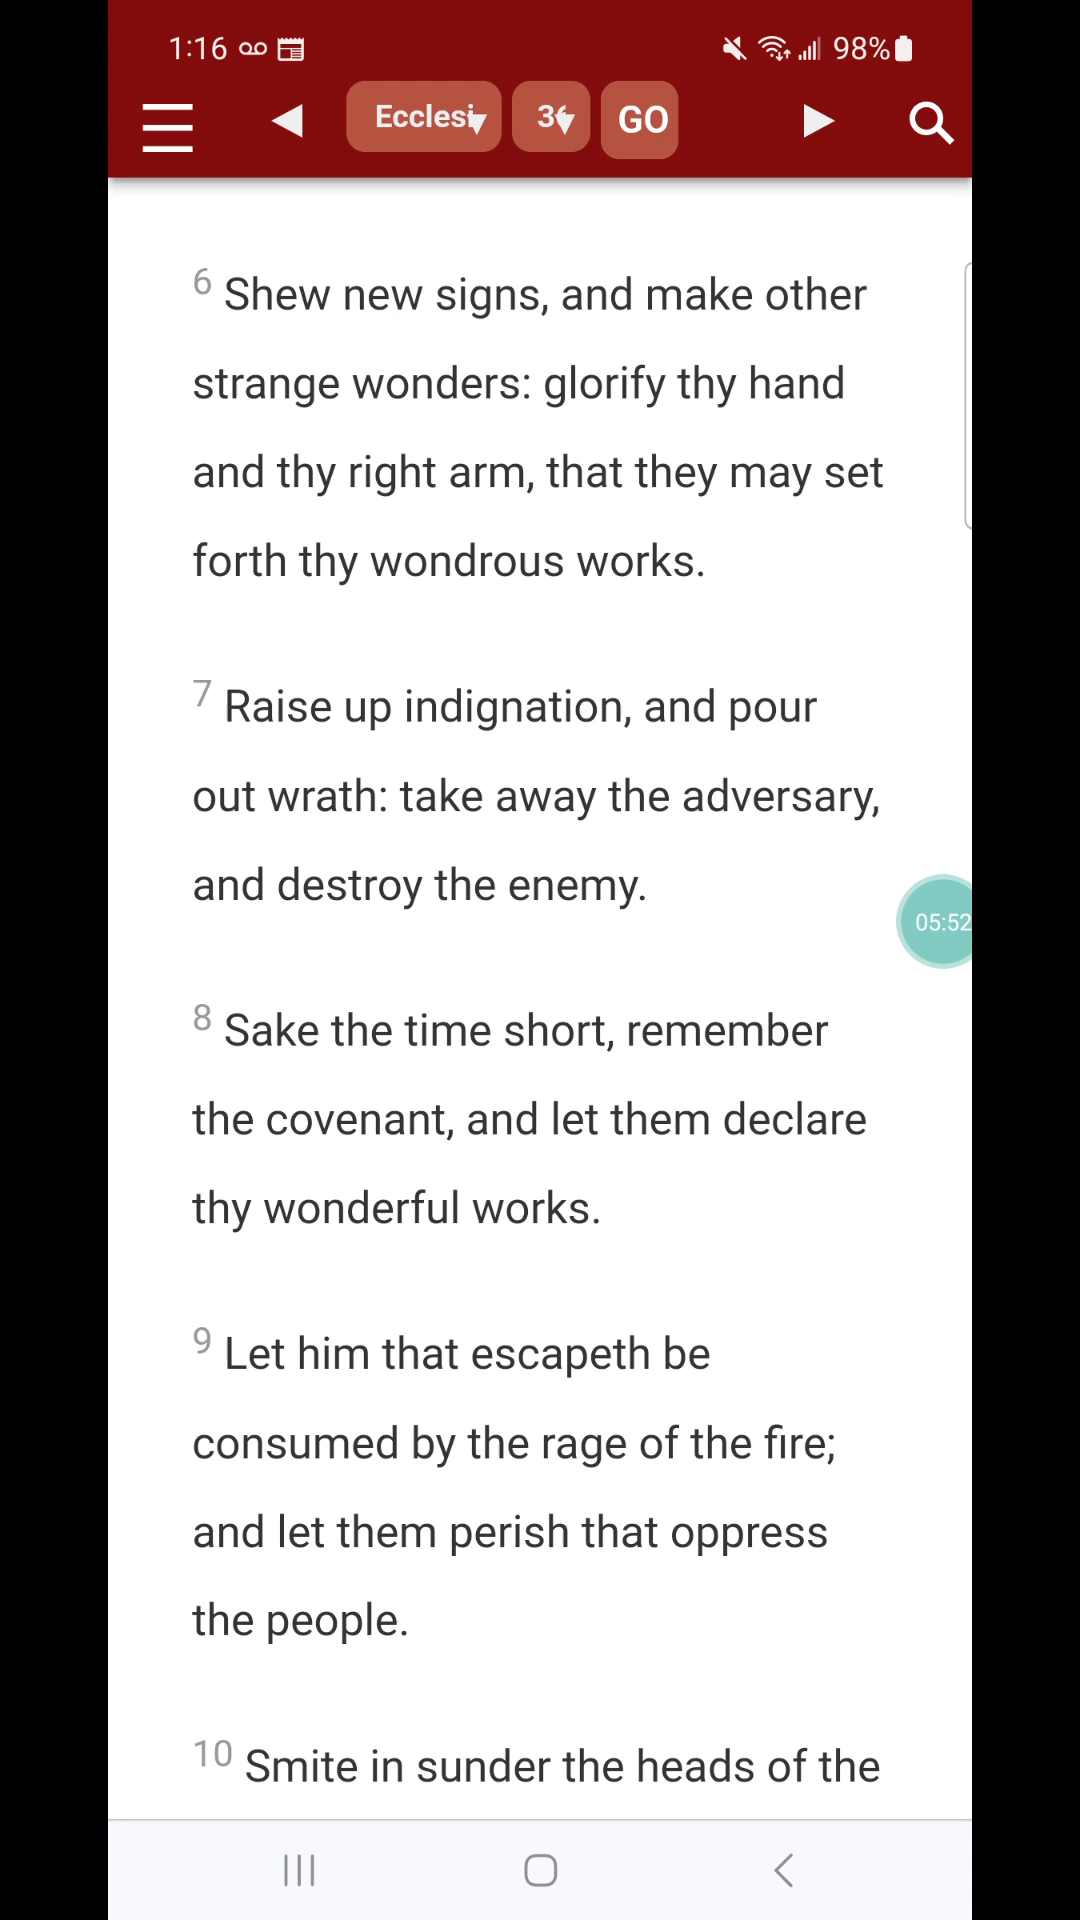 1:16 98%
Ecclesi 36 GO
6 Shew new signs, and make other
strange wonders: glorify thy hand
and thy right arm, that they may set
forth thy wondrous works.
7 Raise up indignation, and pour
out wrath: take away the adversary,
and destroy the enemy.
05:52
8 Sake the time short, remember
the covenant, and let them declare
thy wonderful works.
9 Let him that escapeth be
consumed by the rage of the fire;
and let them perish that oppress
the people.
10 Smite in sunder the heads of the